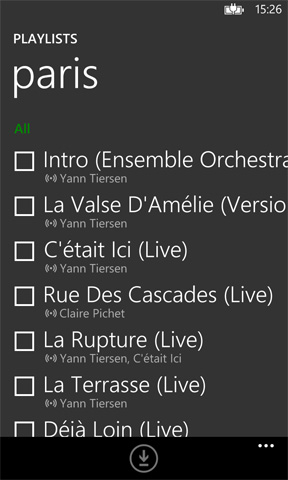 15:26
PLAYLISTS
paris
All
Intro (Ensemble Orchestra
Yann Tiersen
La Valse D'Amélie (Versio
Yann Tiersen
C'était Ici (Live)
Yann Tiersen
Rue Des Cascades (Live)
Claire Pichet
La Rupture (Live)
Yann Tiersen, C'était Ici
La Terrasse (Live)
Yann Tiersen
Déjà Loin (Live)